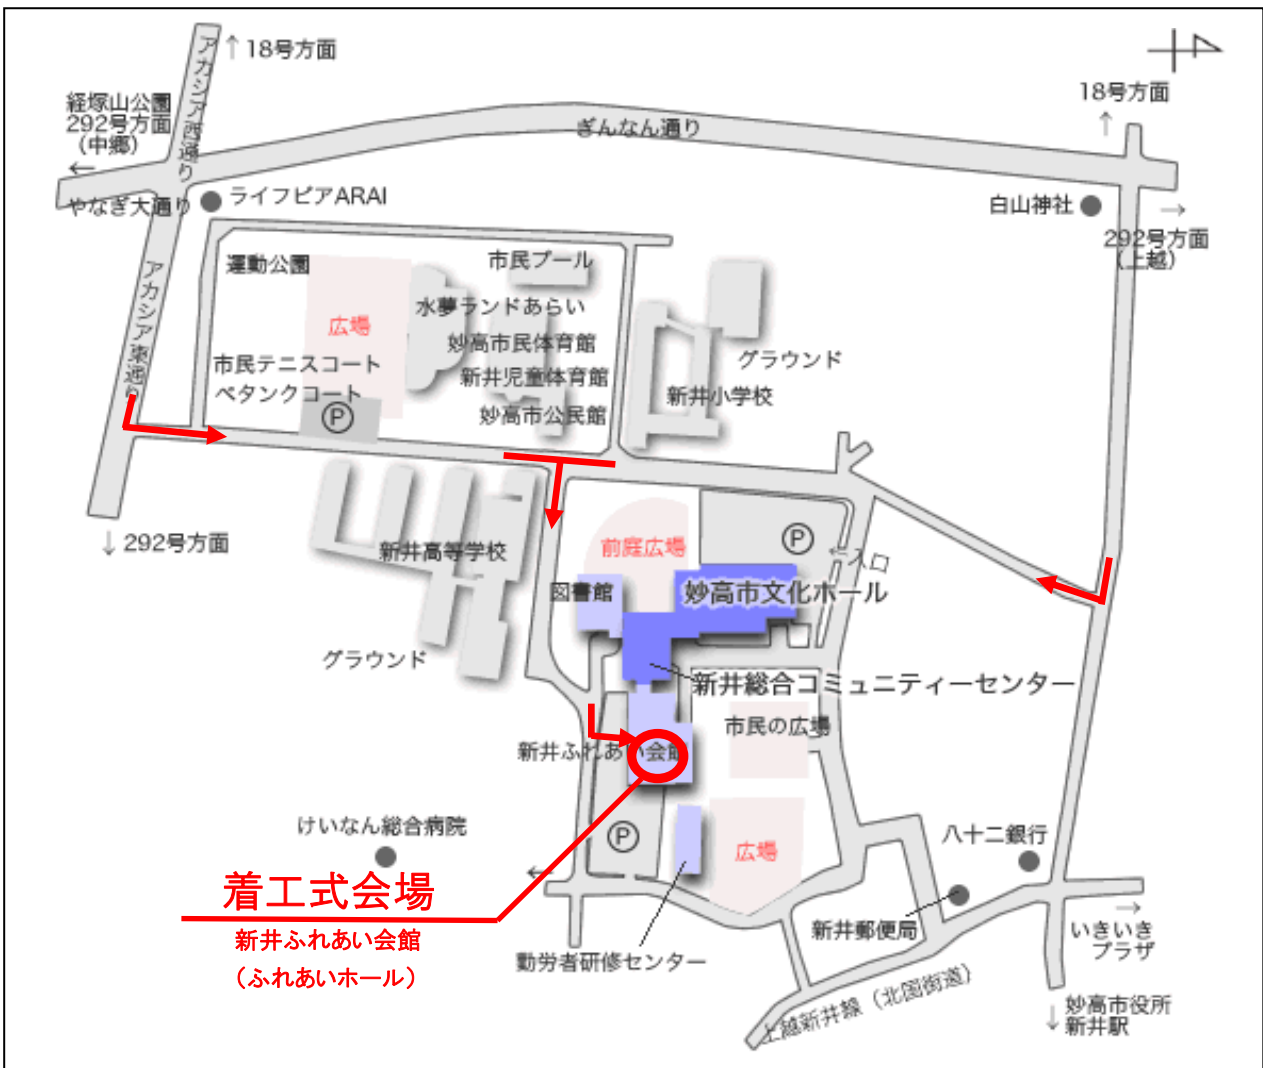 アカシア西通り
↑18号方面
経塚山公園
292号方面
（中郷）
←
やなぎ大通り
ライフピアARAI
ぎんなん通り
18号方面
↑
白山神社
→
292号方面
（上越）
アカシア東通り
運動公園
広場
市民プール
水夢ランドあらい
妙高市民体育館
新井児童体育館
妙高市公民館
市民テニスコート
ペタンクコート
P
グラウンド
新井小学校
↓292号方面
新井高等学校
グラウンド
前庭広場
P
←入口
図書館
妙高市文化ホール
新井総合コミュニティーセンター
市民の広場
新井ふれあい会館
P
広場
けいなん総合病院
←
着工式会場
新井ふれあい会館
（ふれあいホール）
勤労者研修センター
八十二銀行
新井郵便局
→
いきいき
プラザ
上越新井線（北国街道）
↓妙高市役所
新井駅